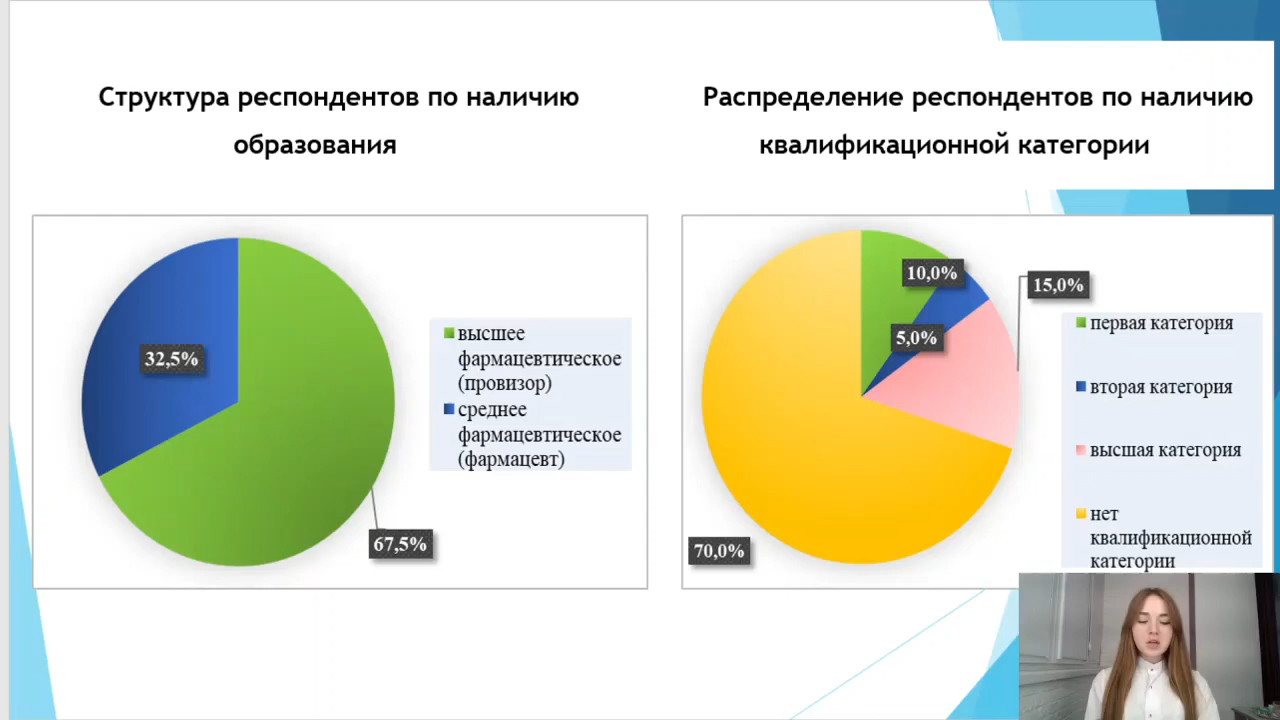 Структура респондентов по наличию
образования
32,5%
67,5%
высшее
фармацевтическое
(провизор)
среднее
фармацевтическое
(фармацевт)
Распределение респондентов по наличию
квалификационной категории
10,0%
15,0%
5,0%
70,0%
первая категория
вторая категория
высшая категория
нет
квалификационной
категории